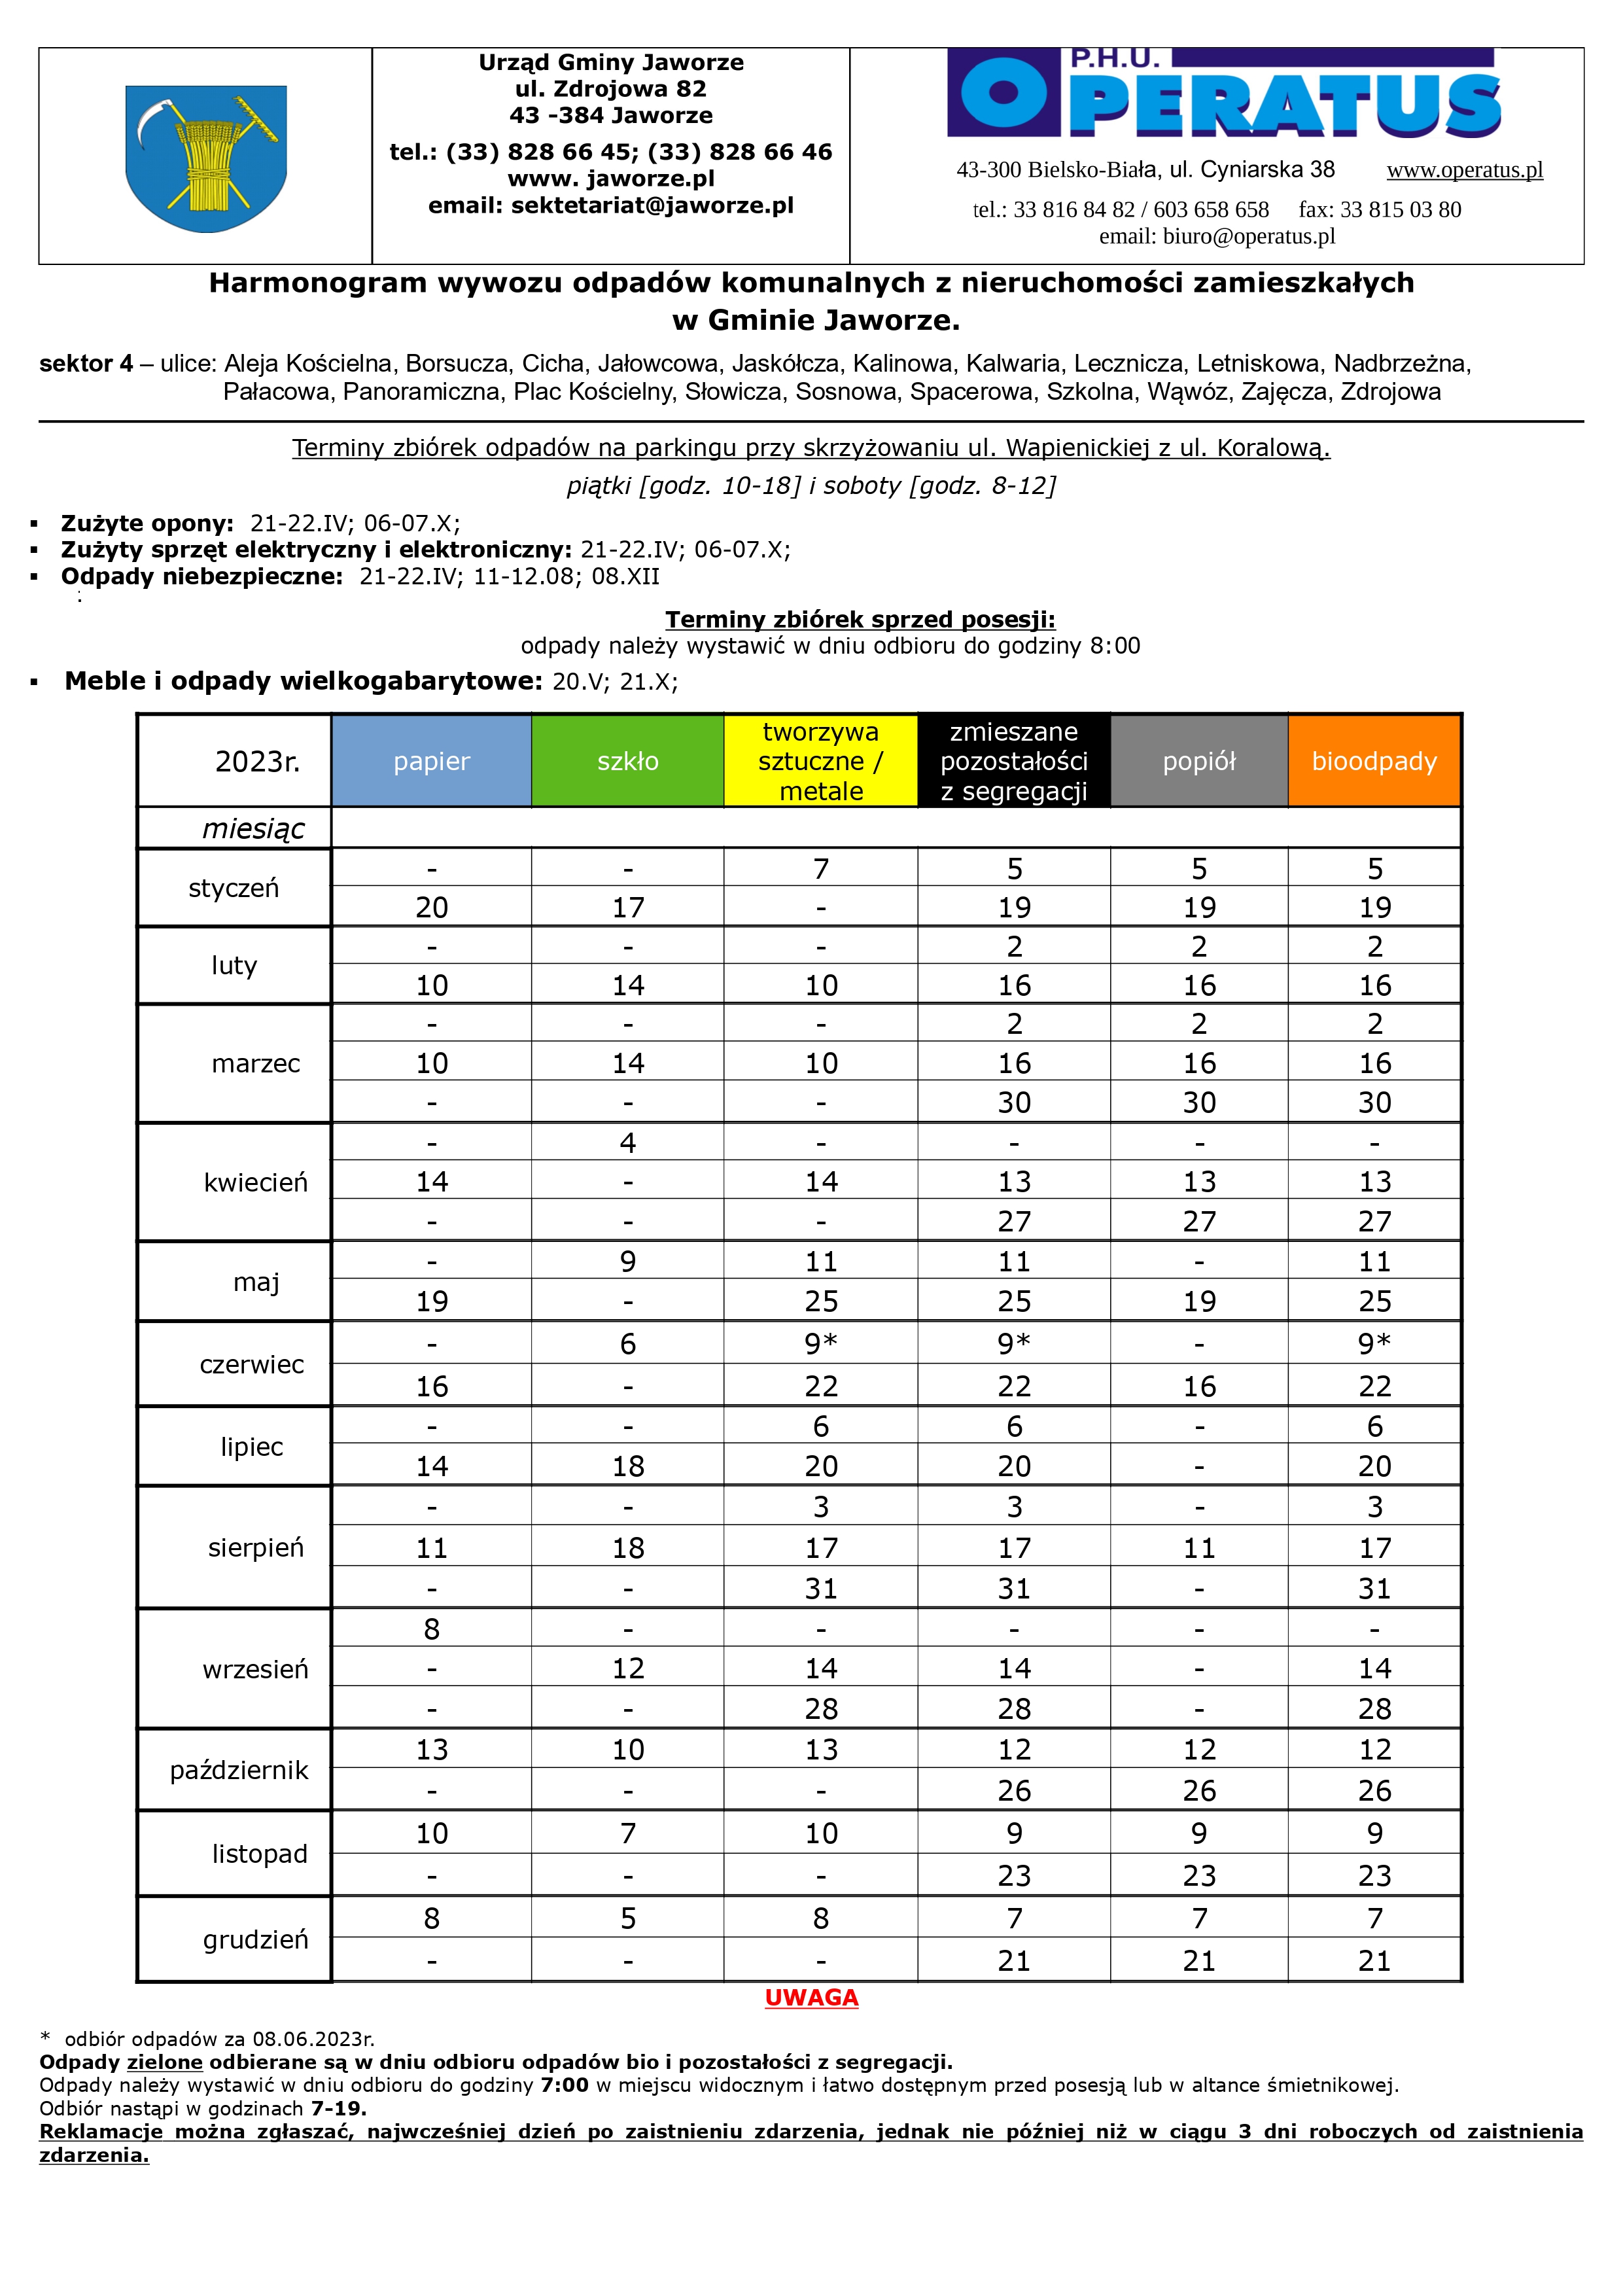 Urząd Gminy Jaworze
ul. Zdrojowa 82
43 -384 Jaworze
tel.: (33) 828 66 45; (33) 828 66 46
www. jaworze.pl
email: sektetariat@jaworze.pl
P.H.U.
OPERATUS
43-300 Bielsko-Biała, ul. Cyniarska 38 www.operatus.pl
tel.: 33 816 84 82 / 603 658 658 fax: 33 815 03 80
email: biuro@operatus.pl
Harmonogram wywozu odpadów komunalnych z nieruchomości zamieszkałych
w Gminie Jaworze.
sektor 4 – ulice: Aleja Kościelna, Borsucza, Cicha, Jałowcowa, Jaskółcza, Kalinowa, Kalwaria, Lecznicza, Letniskowa, Nadbrzeżna,
Pałacowa, Panoramiczna, Plac Kościelny, Słowicza, Sosnowa, Spacerowa, Szkolna, Wąwóz, Zajęcza, Zdrojowa
Terminy zbiórek odpadów na parkingu przy skrzyżowaniu ul. Wapienickiej z ul. Koralową.
piątki [godz. 10-18] i soboty [godz. 8-12]
▪ Zużyte opony: 21-22.IV; 06-07.X;
▪ Zużyty sprzęt elektryczny i elektroniczny: 21-22.IV; 06-07.X;
▪ Odpady niebezpieczne: 21-22.IV; 11-12.08; 08.XII
:
Terminy zbiórek sprzed posesji:
odpady należy wystawić w dniu odbioru do godziny 8:00
▪ Meble i odpady wielkogabarytowe: 20.V; 21.X;
2023r. papier szkło tworzywa sztuczne / metale zmieszane pozostałości z segregacji popiół bioodpady
miesiąc
styczeń
- - 7 5 5 5
20 17 - 19 19 19
luty
- - - 2 2 2
10 14 10 16 16 16
marzec
- - - 2 2 2
10 14 10 16 16 16
- - - 30 30 30
kwiecień
- 4 - - - -
14 - 14 13 13 13
- - - 27 27 27
maj
- 9 11 11 - 11
19 - 25 25 19 25
czerwiec
- 6 9* 9* - 9*
16 - 22 22 16 22
lipiec
- - 6 6 - 6
14 18 20 20 - 20
sierpień
- - 3 3 - 3
11 18 17 17 11 17
- - 31 31 - 31
wrzesień
8 - - - - -
- 12 14 14 - 14
- - 28 28 - 28
październik
13 10 13 12 12 12
- - - 26 26 26
listopad
10 7 10 9 9 9
- - - 23 23 23
grudzień
8 5 8 7 7 7
- - - 21 21 21
UWAGA
* odbiór odpadów za 08.06.2023r.
Odpady zielone odbierane są w dniu odbioru odpadów bio i pozostałości z segregacji.
Odpady należy wystawić w dniu odbioru do godziny 7:00 w miejscu widocznym i łatwo dostępnym przed posesją lub w altance śmietnikowej.
Odbiór nastąpi w godzinach 7-19.
Reklamacje można zgłaszać, najwcześniej dzień po zaistnieniu zdarzenia, jednak nie później niż w ciągu 3 dni roboczych od zaistnienia
zdarzenia.